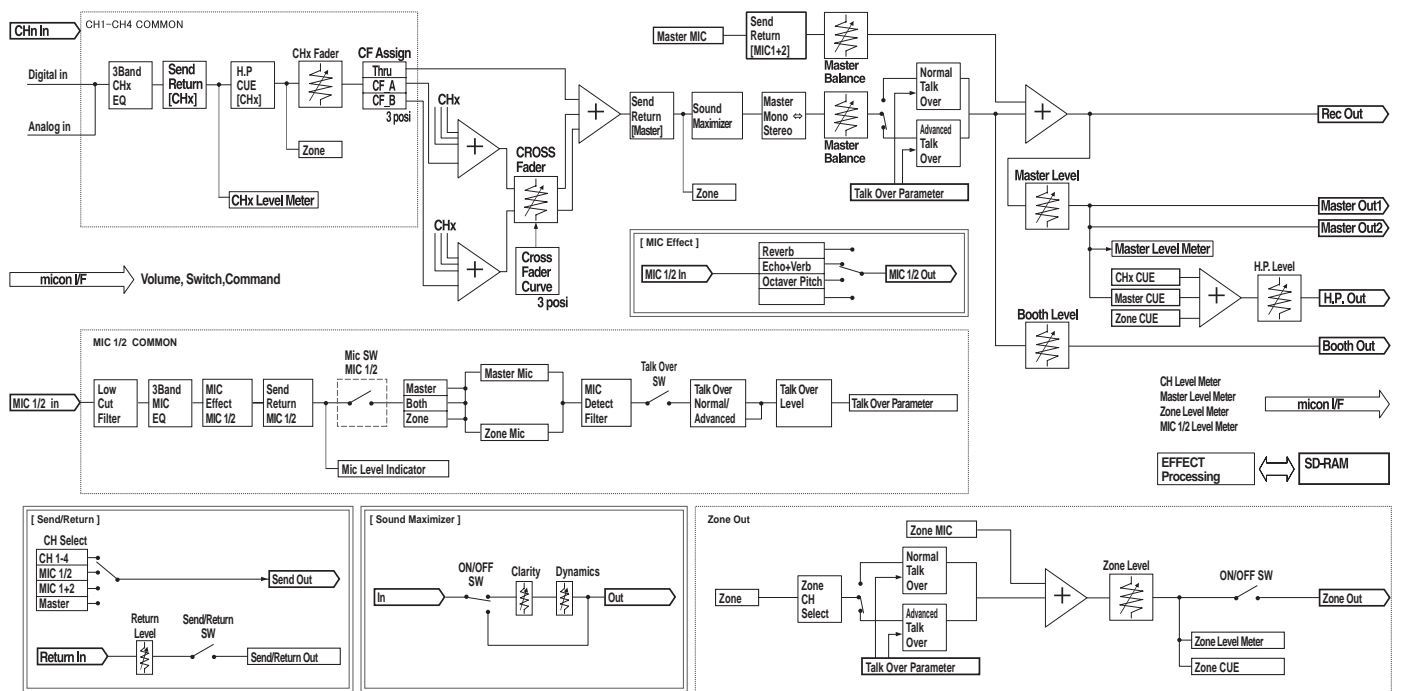 CH1-CH4 COMMON
CHn In
Digital in
Analog in
3Band
CHx
EQ
Send
Return
[CHx]
H.P
CUE
[CHx]
CHx Fader
CF Assign
Thru
CF_A
CF_B
3 posi
Zone
CHx Level Meter
CHx
CHx
CROSS
Fader
Cross
Fader
Curve
3 posi
Master MIC
Send
Return
[MIC1+2]
Master
Balance
Send
Return
[Master]
Sound
Maximizer
Master
Mono ⇔
Stereo
Master
Balance
Normal
Talk
Over
Advanced
Talk
Over
Zone
Talk Over Parameter
Rec Out
Master Level
Master Out1
Master Out2
Master Level Meter
CHx CUE
Master CUE
Zone CUE
H.P. Level
H.P. Out
Booth Level
Booth Out
micon I/F
Volume, Switch,Command
[ MIC Effect ]
MIC 1/2 In
Reverb
Echo+Verb
Octaver Pitch
MIC 1/2 Out
MIC 1/2 COMMON
MIC 1/2 in
Low
Cut
Filter
3Band
MIC
EQ
MIC
Effect
MIC 1/2
Send
Return
MIC 1/2
Mic SW
MIC 1/2
Master
Both
Zone
Master Mic
Zone Mic
MIC
Detect
Filter
Talk Over
SW
Talk Over
Normal/
Advanced
Talk Over
Level
Talk Over Parameter
Mic Level Indicator
CH Level Meter
Master Level Meter
Zone Level Meter
MIC 1/2 Level Meter
micon I/F
EFFECT
Processing
SD-RAM
[ Send/Return ]
CH Select
CH 1-4
MIC 1/2
MIC 1+2
Master
Send Out
Return
Level
Send/Return
SW
Return In
Send/Return Out
[ Sound Maximizer ]
In
ON/OFF
SW
Clarity
Dynamics
Out
Zone Out
Zone MIC
Zone
Zone
CH
Select
Normal
Talk
Over
Advanced
Talk
Over
Talk Over Parameter
Zone Level
ON/OFF SW
Zone Out
Zone Level Meter
Zone CUE